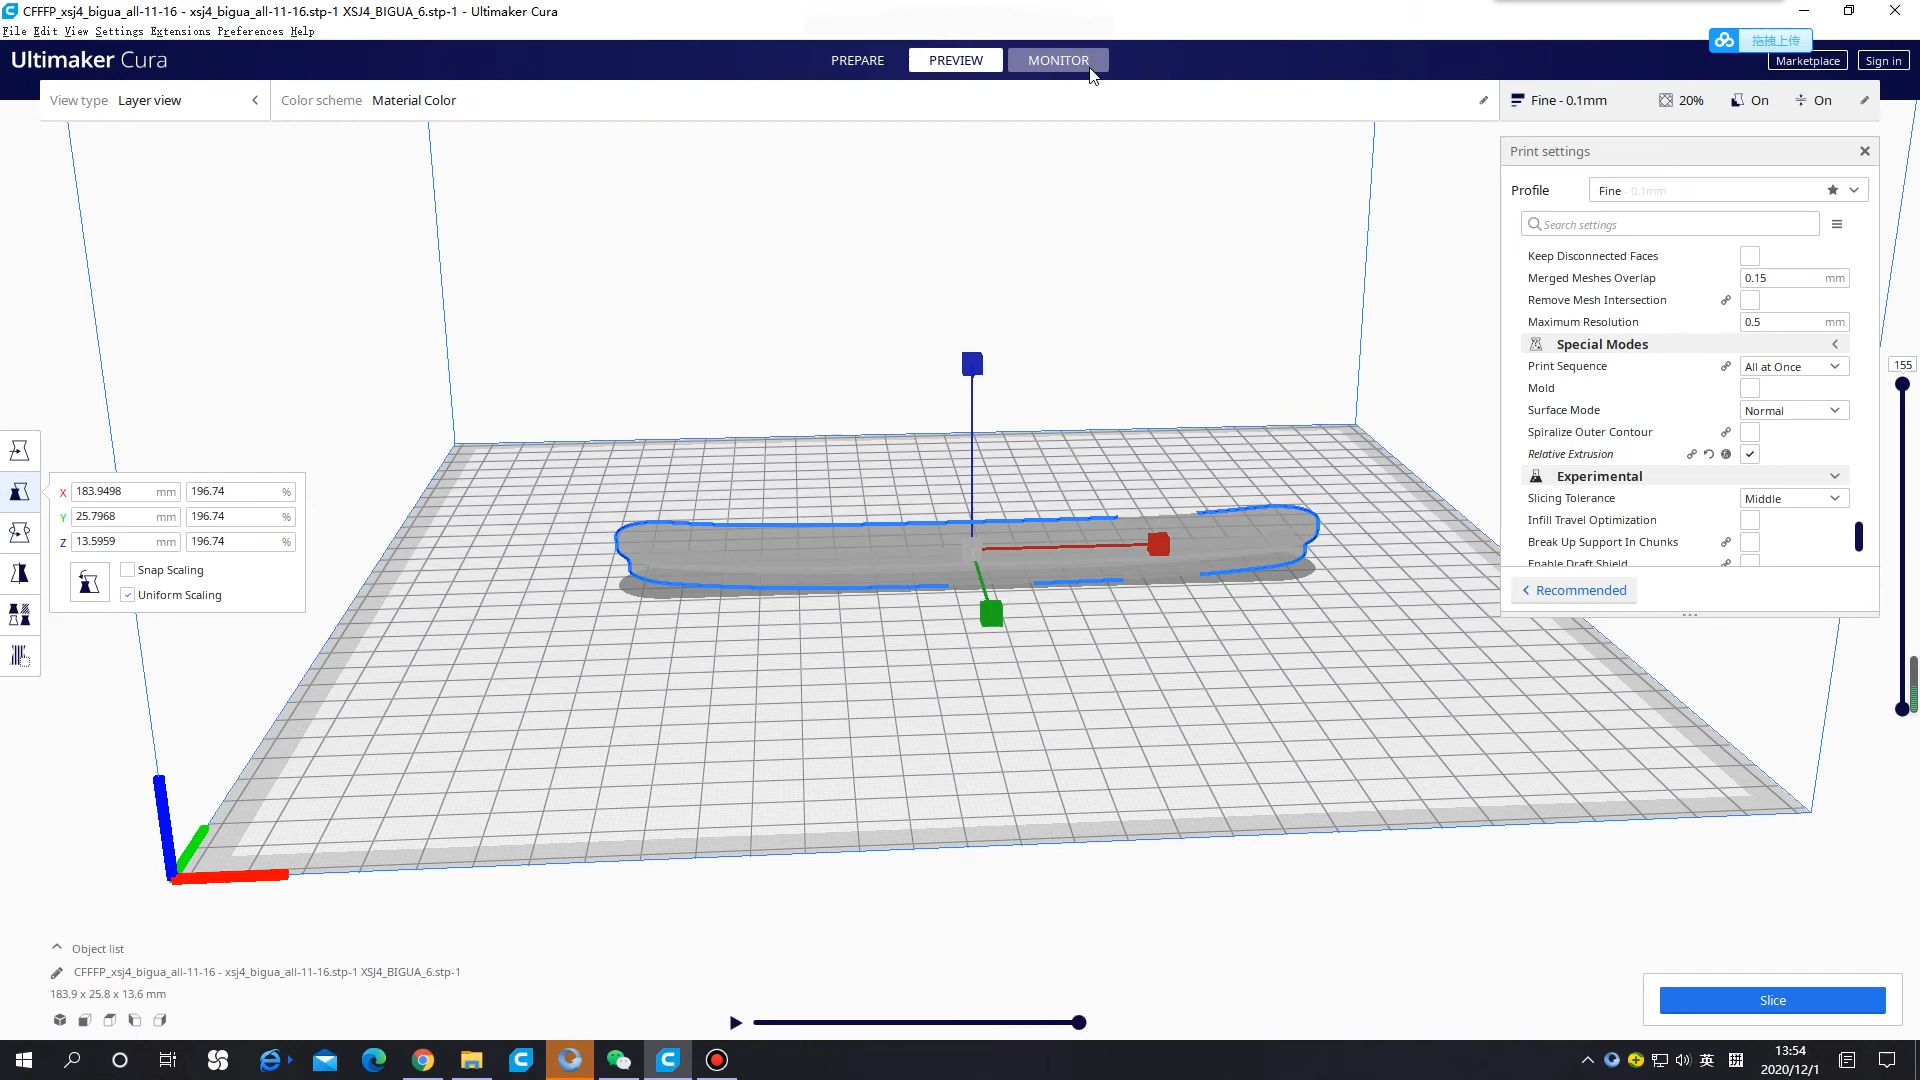 CFFFP_xsj4_bigua_all-11-16 - xsj4_bigua_all-11-16.stp-1 XSJ4_BIGUA_6.stp-1 - Ultimaker Cura
File Edit View Settings Extensions Preferences Help
拖拽上传
Ultimaker Cura
PREPARE PREVIEW MONITOR
Marketplace Sign in
View type Layer view
Color scheme Material Color
Fine - 0.1mm 20% On On
Print settings
Profile Fine - 0.1mm
Search settings
Keep Disconnected Faces
Merged Meshes Overlap 0.15 mm
Remove Mesh Intersection
Maximum Resolution 0.5 mm
Special Modes
Print Sequence All at Once
Mold
Surface Mode Normal
Spiralize Outer Contour
Relative Extrusion
Experimental
Slicing Tolerance Middle
Infill Travel Optimization
Break Up Support In Chunks
Enable Draft Shield
Recommended
155
X 183.9498 mm 196.74 %
Y 25.7968 mm 196.74 %
Z 13.5959 mm 196.74 %
Snap Scaling
Uniform Scaling
Object list
CFFFP_xsj4_bigua_all-11-16 - xsj4_bigua_all-11-16.stp-1 XSJ4_BIGUA_6.stp-1
183.9 x 25.8 x 13.6 mm
Slice
英
13:54
2020/12/1